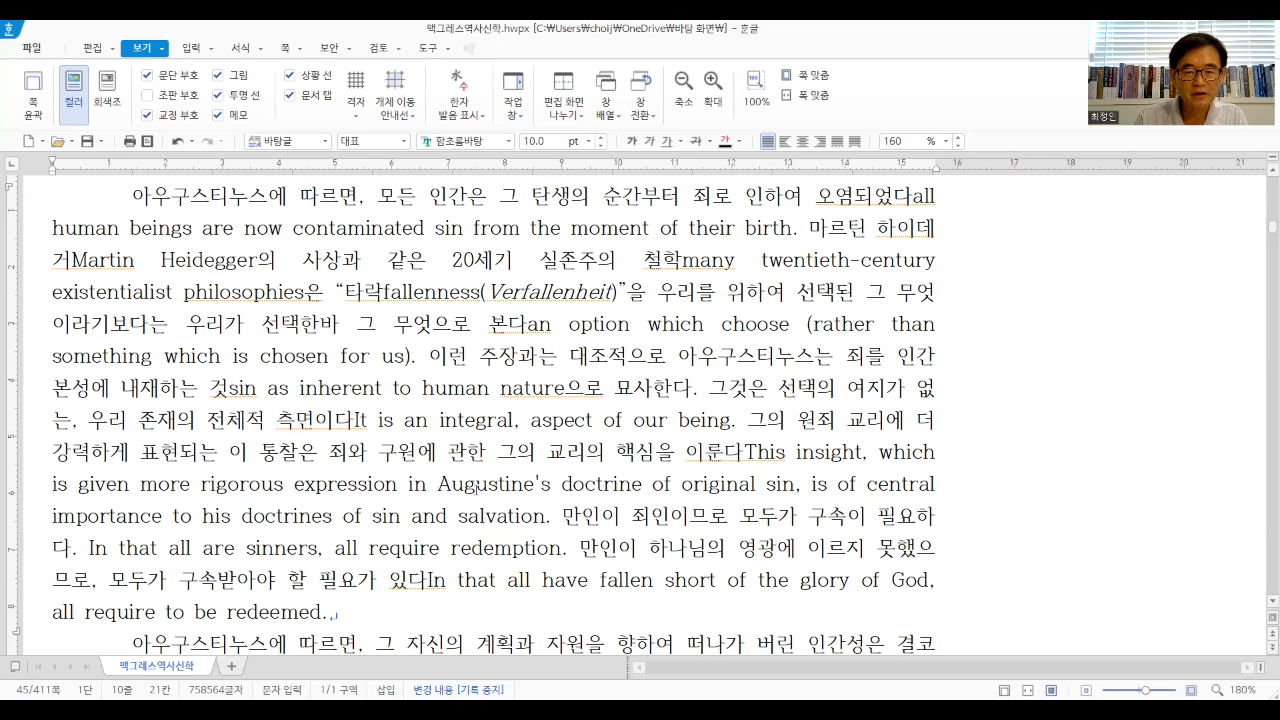 맥그레스역사신학.hwpx [C:\Users\choij\OneDrive\바탕 화면\] - 훈글
파일 편집 보기 입력 서식 쪽 보안 검토 도구
문단 부호 그림 상황 선
조판 부호 투명 선 문서 탭
교정 부호 메모
쪽 윤곽 컬러 회색조 격자 개체 이동 안내선 한자 발음 표시 작업 창 편집 화면 나누기 창 배열 창 전환 축소 확대 100% 쪽 맞춤 폭 맞춤
최정인
바탕글 대표 함초롬바탕 10.0 pt 가 가 가 가 가 160 %
1 2 3 4 5 6 7 8 9 10 11 12 13 14 15 16 17 18 19 20 21
아우구스티누스에 따르면, 모든 인간은 그 탄생의 순간부터 죄로 인하여 오염되었다all
human beings are now contaminated sin from the moment of their birth. 마르틴 하이데
거Martin Heidegger의 사상과 같은 20세기 실존주의 철학many twentieth-century
existentialist philosophies은 “타락fallenness(Verfallenheit)”을 우리를 위하여 선택된 그 무엇
이라기보다는 우리가 선택한바 그 무엇으로 본다an option which choose (rather than
something which is chosen for us). 이런 주장과는 대조적으로 아우구스티누스는 죄를 인간
본성에 내재하는 것sin as inherent to human nature으로 묘사한다. 그것은 선택의 여지가 없
는, 우리 존재의 전체적 측면이다It is an integral, aspect of our being. 그의 원죄 교리에 더
강력하게 표현되는 이 통찰은 죄와 구원에 관한 그의 교리의 핵심을 이룬다This insight, which
is given more rigorous expression in Augustine's doctrine of original sin, is of central
importance to his doctrines of sin and salvation. 만인이 죄인이므로 모두가 구속이 필요하
다. In that all are sinners, all require redemption. 만인이 하나님의 영광에 이르지 못했으
므로, 모두가 구속받아야 할 필요가 있다In that all have fallen short of the glory of God,
all require to be redeemed.
아우구스티누스에 따르면, 그 자신의 계획과 자원을 향하여 떠나가 버린 인간성은 결코
맥그레스역사신학
45/411쪽 1단 10줄 21칸 758564글자 문자 입력 1/1 구역 삽입 변경 내용 [기록 중지] 180%